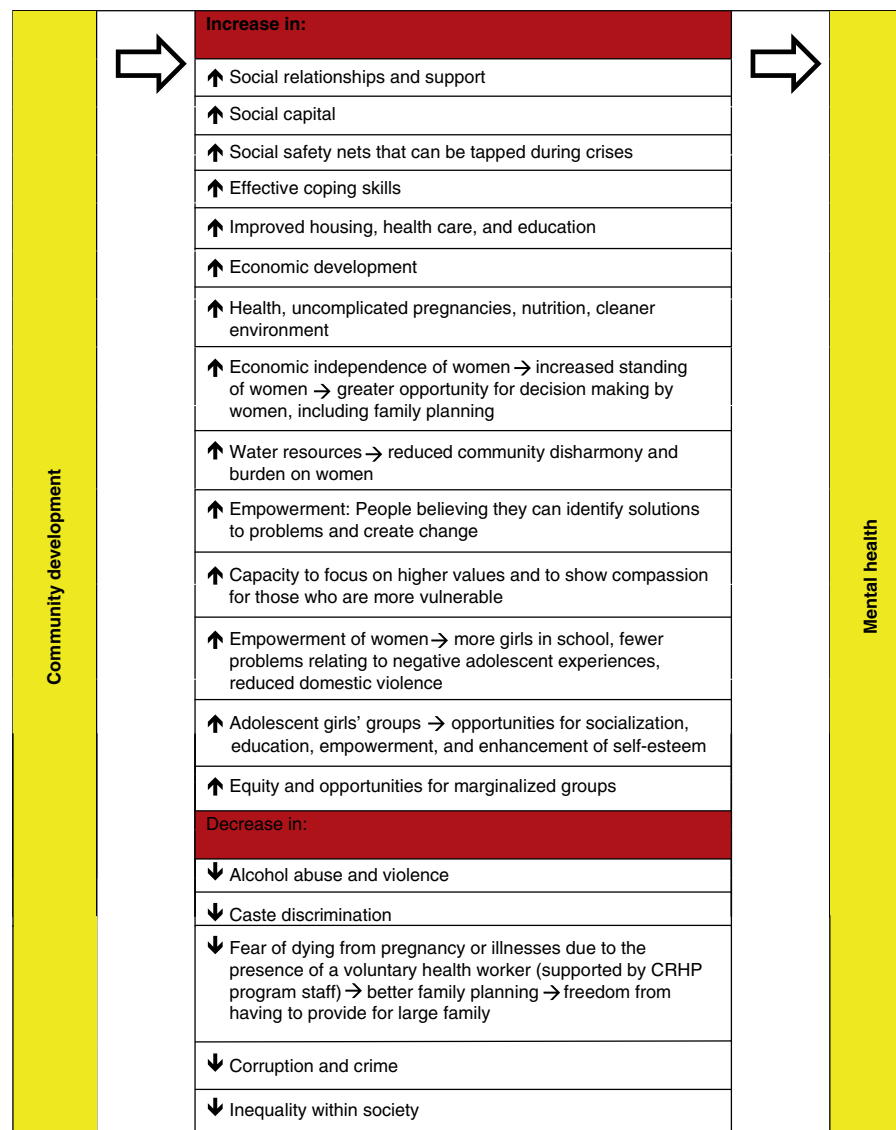 Community development
Increase in:
↑ Social relationships and support
↑ Social capital
↑ Social safety nets that can be tapped during crises
↑ Effective coping skills
↑ Improved housing, health care, and education
↑ Economic development
↑ Health, uncomplicated pregnancies, nutrition, cleaner
environment
↑ Economic independence of women → increased standing
of women → greater opportunity for decision making by
women, including family planning
↑ Water resources → reduced community disharmony and
burden on women
↑ Empowerment: People believing they can identify solutions
to problems and create change
↑ Capacity to focus on higher values and to show compassion
for those who are more vulnerable
↑ Empowerment of women → more girls in school, fewer
problems relating to negative adolescent experiences,
reduced domestic violence
↑ Adolescent girls’ groups → opportunities for socialization,
education, empowerment, and enhancement of self-esteem
↑ Equity and opportunities for marginalized groups
Decrease in:
↓ Alcohol abuse and violence
↓ Caste discrimination
↓ Fear of dying from pregnancy or illnesses due to the
presence of a voluntary health worker (supported by CRHP
program staff) → better family planning → freedom from
having to provide for large family
↓ Corruption and crime
↓ Inequality within society
Mental health